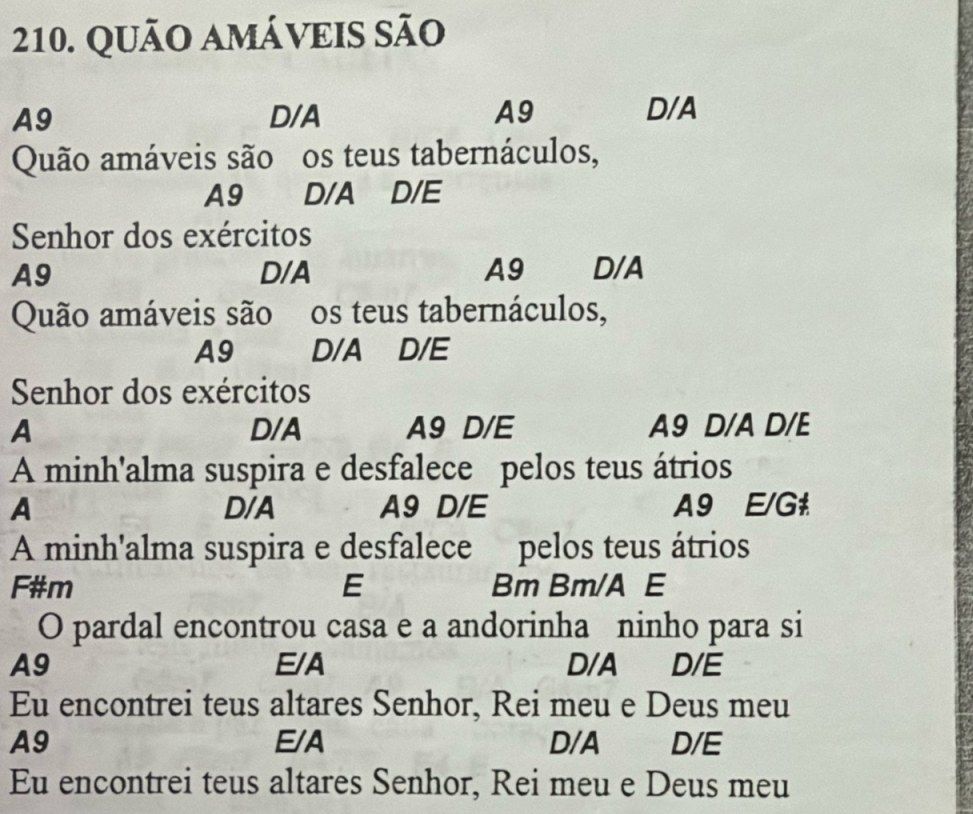 210. QUÃO AMÁVEIS SÃO
A9 D/A A9 D/A
Quão amáveis são os teus tabernáculos,
A9 D/A D/E
Senhor dos exércitos
A9 D/A A9 D/A
Quão amáveis são os teus tabernáculos,
A9 D/A D/E
Senhor dos exércitos
A D/A A9 D/E A9 D/A D/E
A minh'alma suspira e desfalece pelos teus átrios
A D/A A9 D/E A9 E/G#
A minh'alma suspira e desfalece pelos teus átrios
F#m E Bm Bm/A E
O pardal encontrou casa e a andorinha ninho para si
A9 E/A D/A D/E
Eu encontrei teus altares Senhor, Rei meu e Deus meu
A9 E/A D/A D/E
Eu encontrei teus altares Senhor, Rei meu e Deus meu